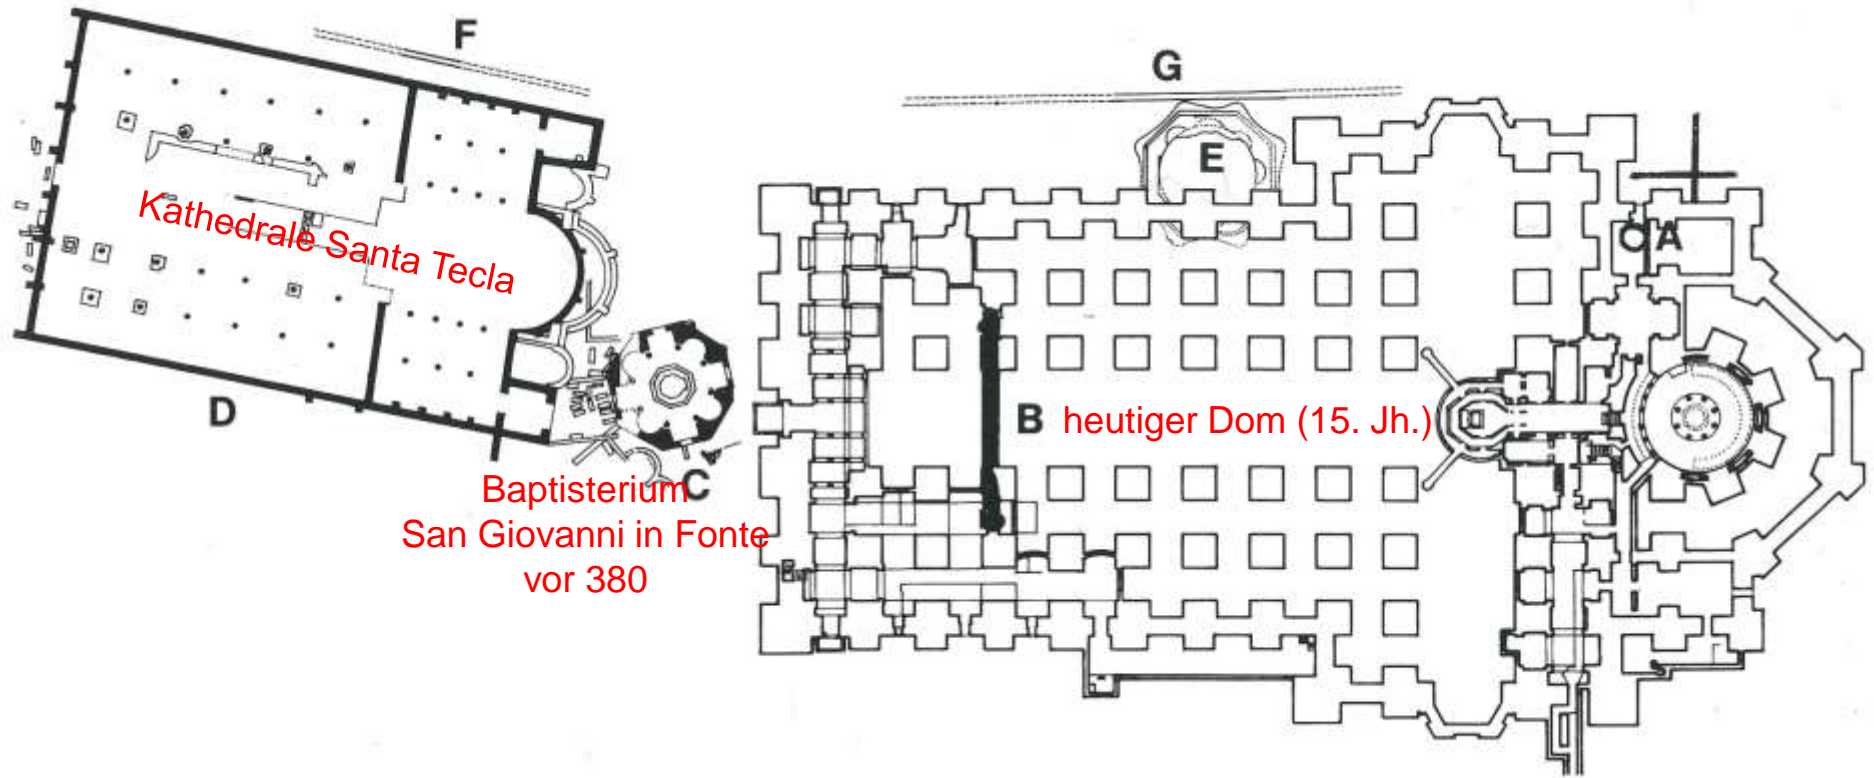 F
G
E
A
Kathedrale Santa Tecla
D
B
heutiger Dom (15. Jh.)
C
Baptisterium
San Giovanni in Fonte
vor 380